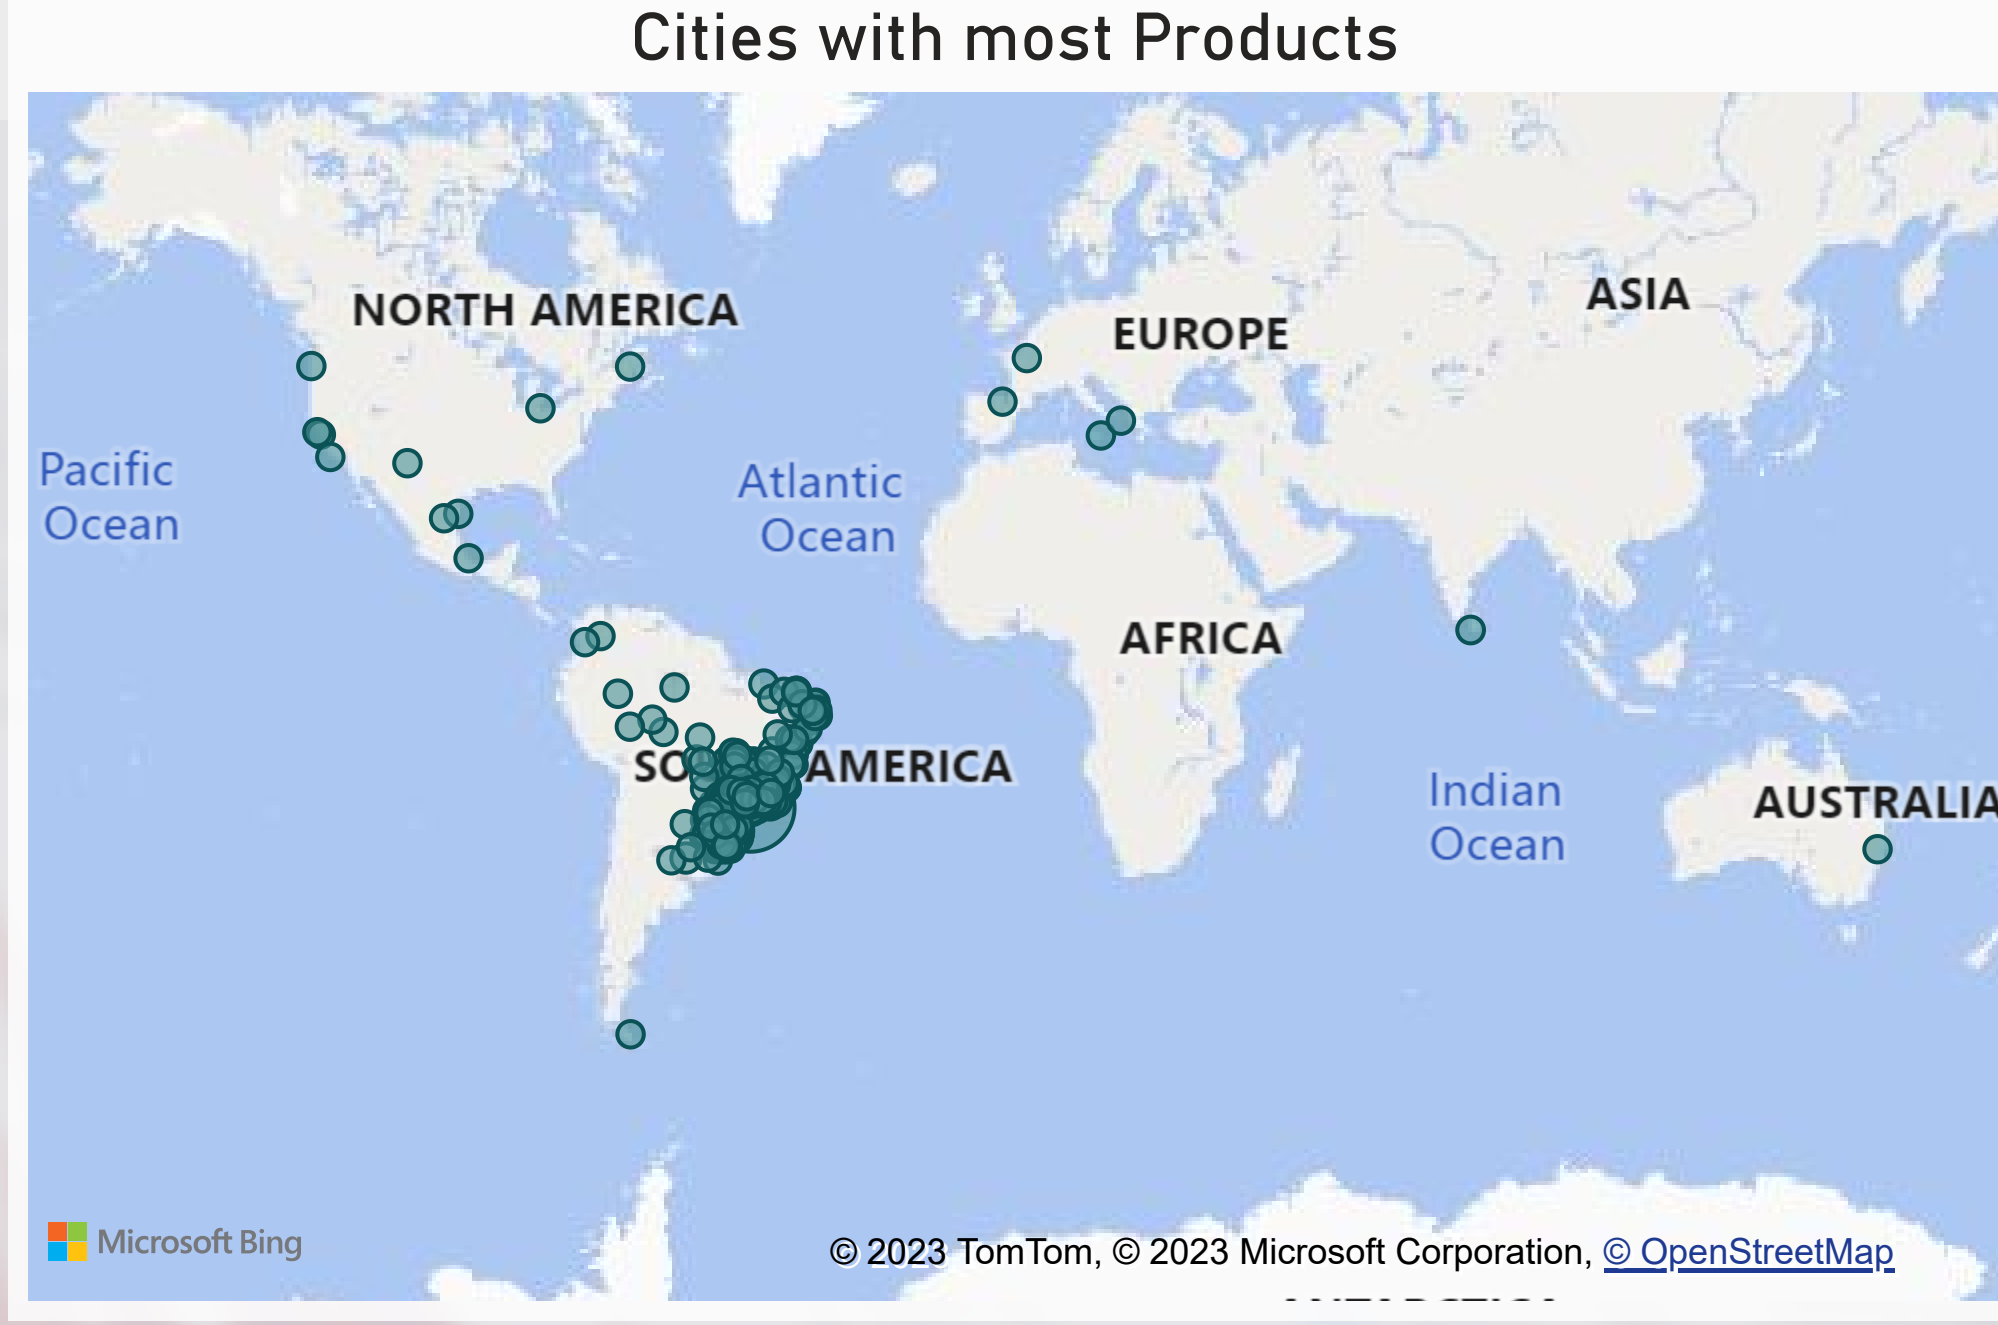 Cities with most Products
NORTH AMERICA
ASIA
EUROPE
Pacific
Ocean
Atlantic
Ocean
AFRICA
SO AMERICA
Indian
Ocean
AUSTRALIA
Microsoft Bing
© 2023 TomTom, © 2023 Microsoft Corporation, © OpenStreetMap